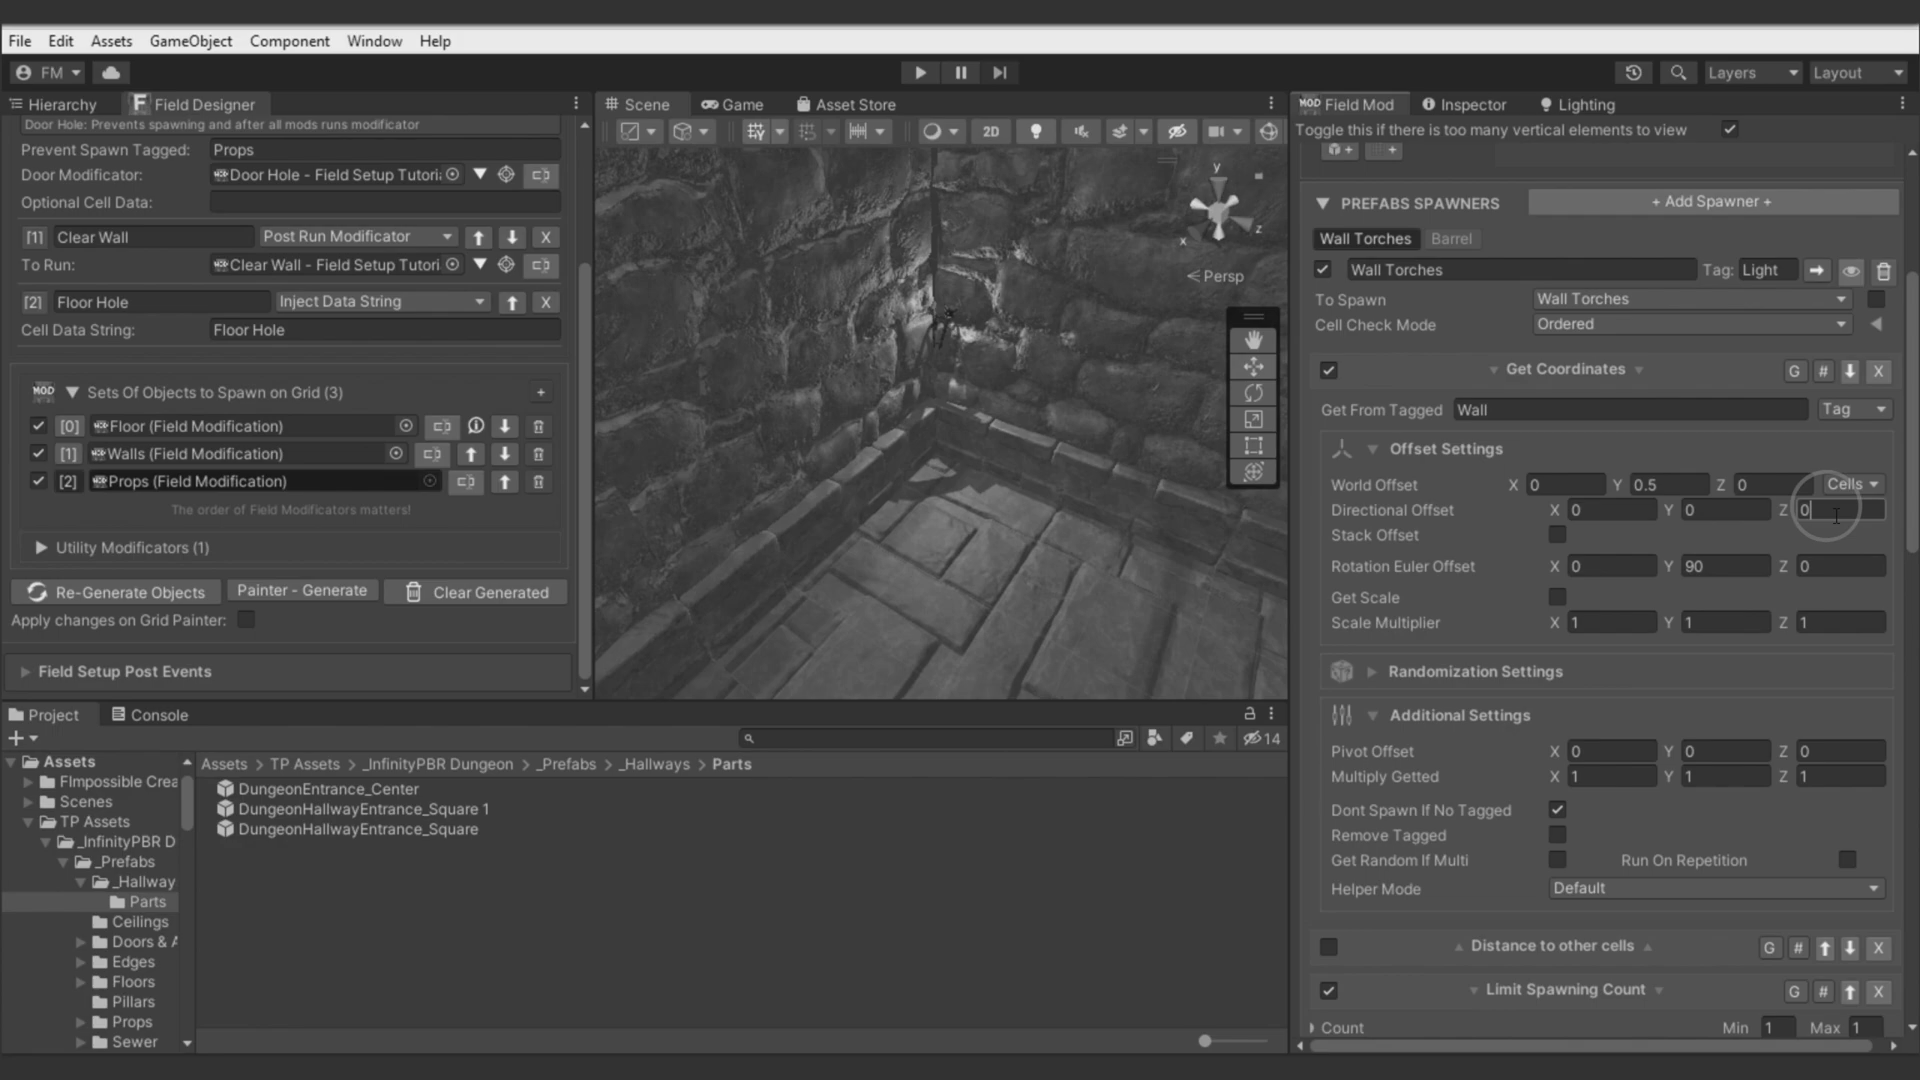 File Edit Assets GameObject Component Window Help
FM
Layers Layout
Hierarchy Field Designer
Door Hole: Prevents spawning and after all mods runs modificator
Prevent Spawn Tagged: Props
Door Modificator: Door Hole - Field Setup Tutori
Optional Cell Data:
[1] Clear Wall Post Run Modificator X
To Run: Clear Wall - Field Setup Tutori
[2] Floor Hole Inject Data String X
Cell Data String: Floor Hole
MOD Sets Of Objects to Spawn on Grid (3) +
[0] Floor (Field Modification)
[1] Walls (Field Modification)
[2] Props (Field Modification)
The order of Field Modificators matters!
Utility Modificators (1)
Re-Generate Objects Painter - Generate Clear Generated
Apply changes on Grid Painter:
Field Setup Post Events
Scene Game Asset Store
2D
y
x
z
Persp
Project Console
14
Assets
FImpossible Crea
Scenes
TP Assets
_InfinityPBR D
_Prefabs
_Hallway
Parts
Ceilings
Doors & A
Edges
Floors
Pillars
Props
Sewer
Assets > TP Assets > _InfinityPBR Dungeon > _Prefabs > _Hallways > Parts
DungeonEntrance_Center
DungeonHallwayEntrance_Square 1
DungeonHallwayEntrance_Square
MOD Field Mod Inspector Lighting
Toggle this if there is too many vertical elements to view
PREFABS SPAWNERS + Add Spawner +
Wall Torches Barrel
Wall Torches Tag: Light
To Spawn Wall Torches
Cell Check Mode Ordered
Get Coordinates G # X
Get From Tagged Wall Tag
Offset Settings
World Offset X 0 Y 0.5 Z 0 Cells
Directional Offset X 0 Y 0 Z 0
Stack Offset
Rotation Euler Offset X 0 Y 90 Z 0
Get Scale
Scale Multiplier X 1 Y 1 Z 1
Randomization Settings
Additional Settings
Pivot Offset X 0 Y 0 Z 0
Multiply Getted X 1 Y 1 Z 1
Dont Spawn If No Tagged
Remove Tagged
Get Random If Multi Run On Repetition
Helper Mode Default
Distance to other cells G # X
Limit Spawning Count G # X
Count Min 1 Max 1